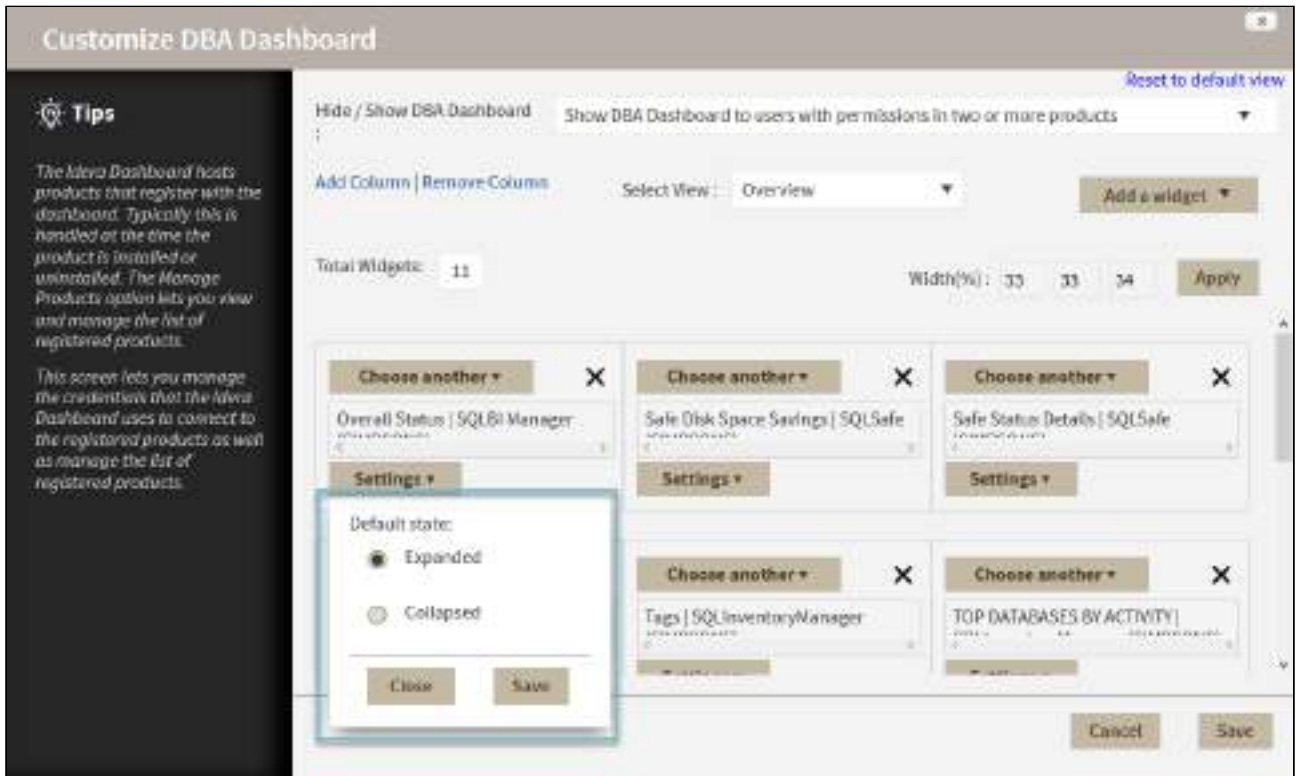 Customize DBA Dashboard
x
Reset to default view
Tips
The Idera Dashboard hosts
products that register with the
dashboard. Typically this is
handled at the time the
product is installed or
uninstalled. The Manage
Products option lets you view
and manage the list of
registered products.
This screen lets you manage
the credentials that the Idera
Dashboard uses to connect to
the registered products as well
as manage the list of
registered products.
Hide / Show DBA Dashboard
:
Show DBA Dashboard to users with permissions in two or more products
Add Column | Remove Column
Select View : Overview
Add a widget
Total Widgets: 11
Width(%) : 33 33 34 Apply
Choose another
Choose another
Choose another
Overall Status | SQLBI Manager
Safe Disk Space Savings | SQLSafe
Safe Status Details | SQLSafe
Settings
Settings
Settings
Default state:
Expanded
Collapsed
Close Save
Choose another
Choose another
Tags | SQLInventoryManager
TOP DATABASES BY ACTIVITY |
Cancel Save